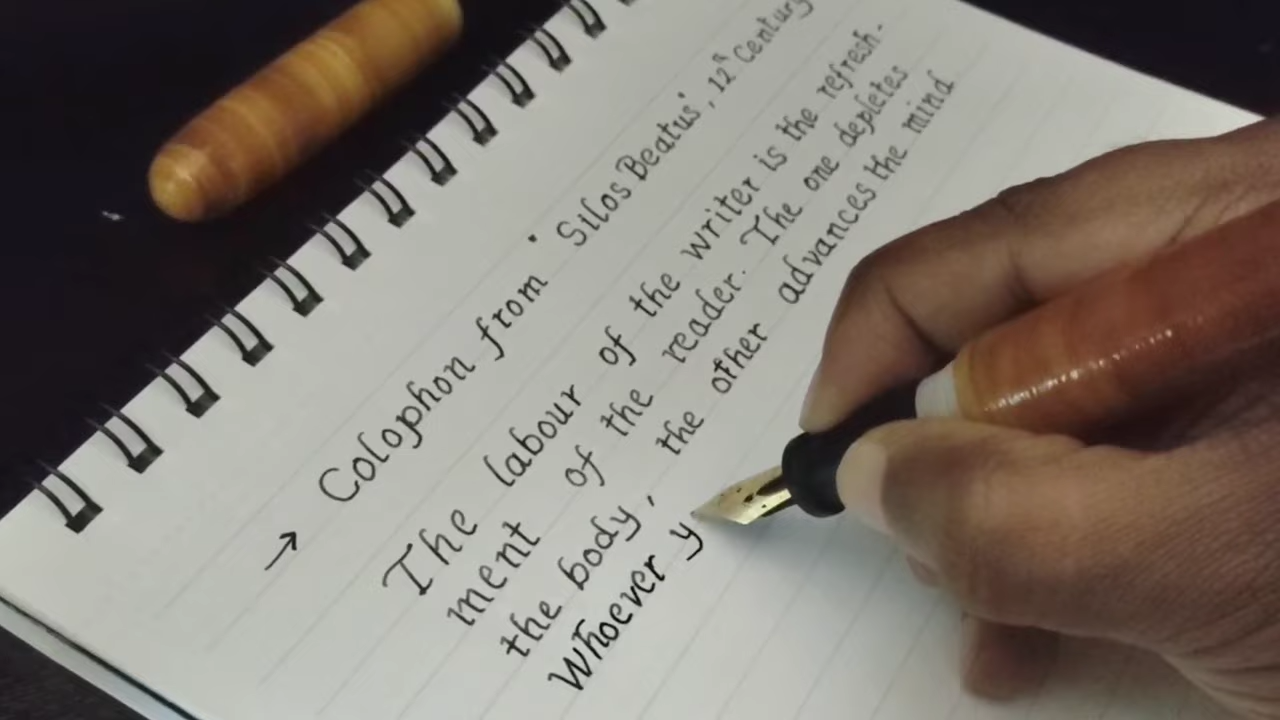 → Colophon from 'Silos Beatus', 12th Century
The labour of the writer is the refresh-
ment of the reader. The one depletes
the body, the other advances the mind
Whoever y